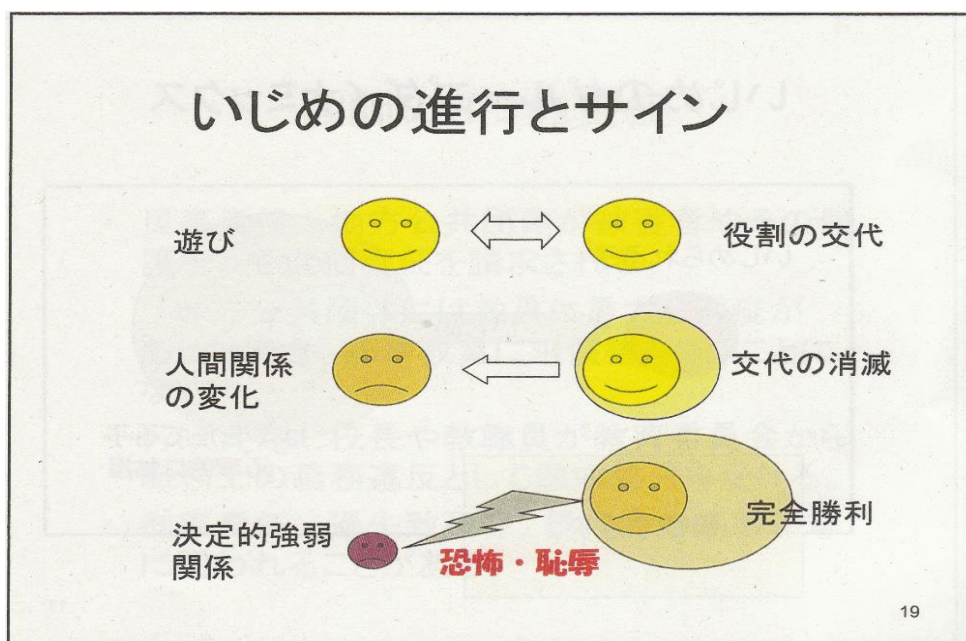 いじめの進行とサイン
遊び
役割の交代
人間関係
の変化
交代の消滅
決定的強弱
関係
恐怖・恥辱
完全勝利
19